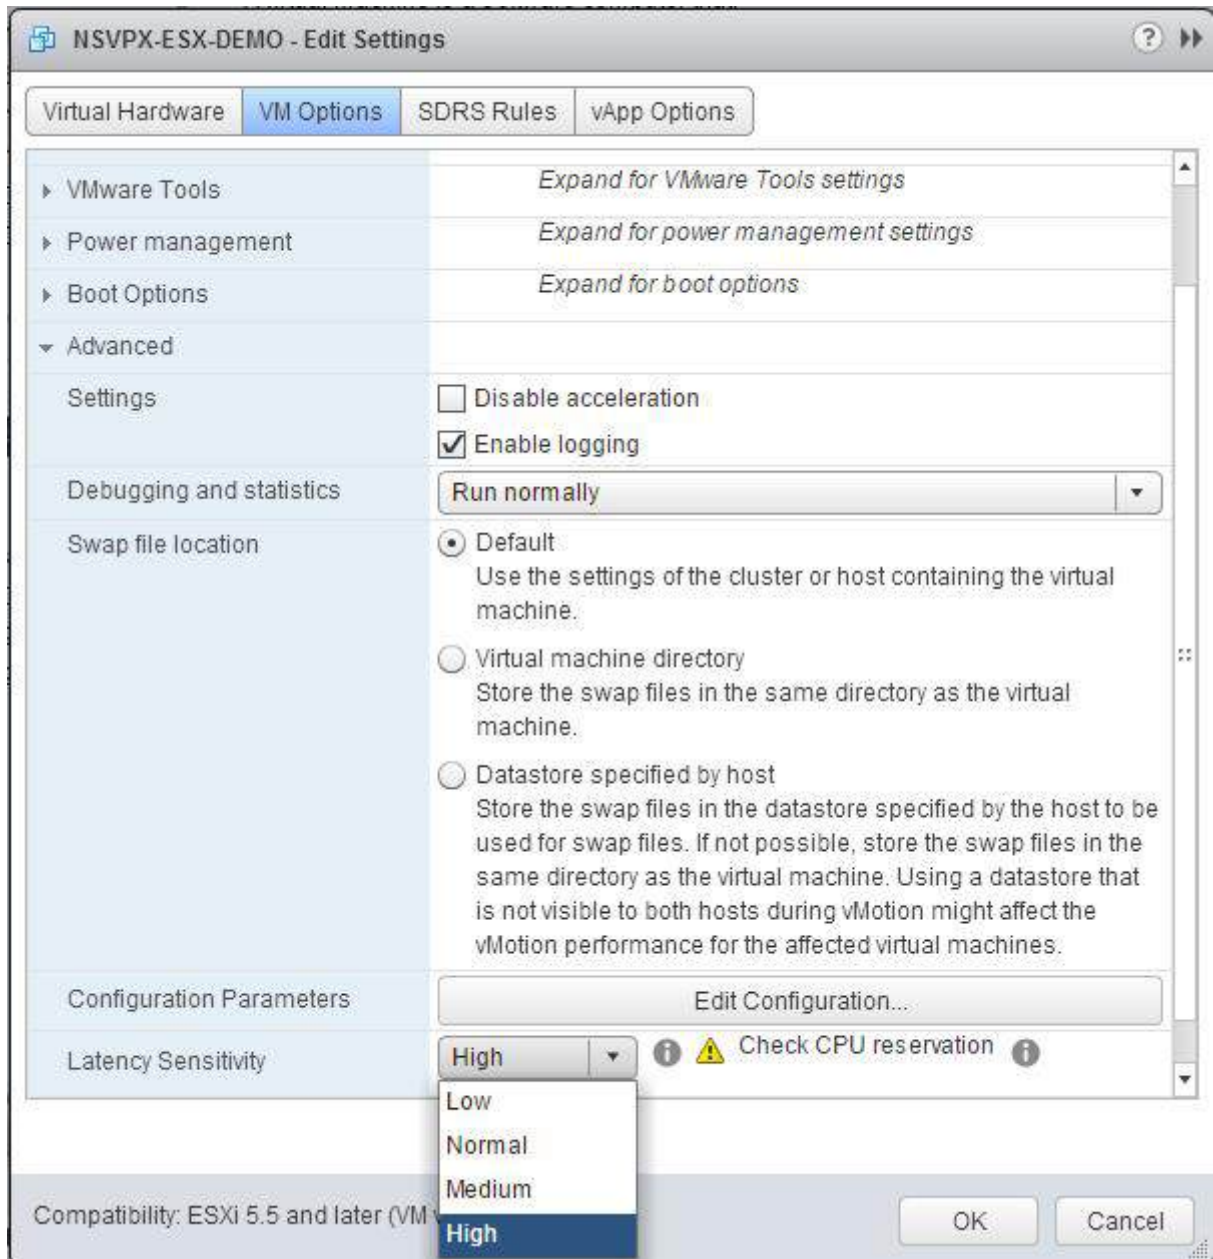 NSVPX-ESX-DEMO - Edit Settings
Virtual Hardware
VM Options
SDRS Rules
vApp Options
VMware Tools
Expand for VMware Tools settings
Power management
Expand for power management settings
Boot Options
Expand for boot options
Advanced
Settings
Disable acceleration
Enable logging
Debugging and statistics
Run normally
Swap file location
Default
Use the settings of the cluster or host containing the virtual
machine.
Virtual machine directory
Store the swap files in the same directory as the virtual
machine.
Datastore specified by host
Store the swap files in the datastore specified by the host to be
used for swap files. If not possible, store the swap files in the
same directory as the virtual machine. Using a datastore that
is not visible to both hosts during vMotion might affect the
vMotion performance for the affected virtual machines.
Configuration Parameters
Edit Configuration...
Latency Sensitivity
High
Check CPU reservation
Low
Normal
Medium
High
Compatibility: ESXi 5.5 and later (VM
OK
Cancel